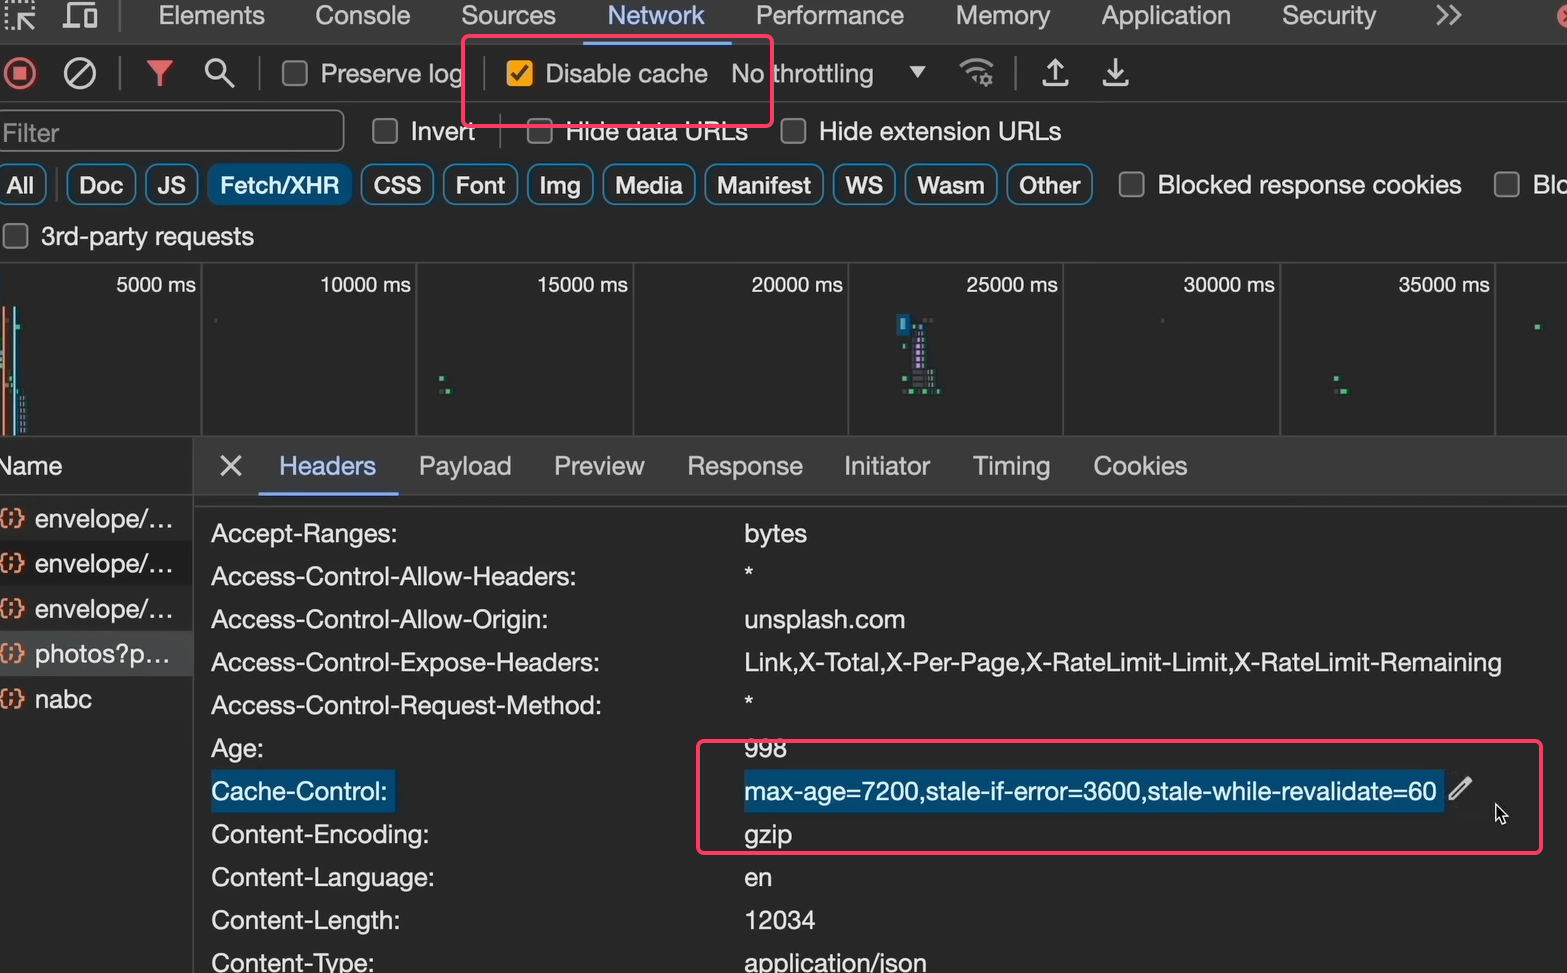 Elements Console Sources Network Performance Memory Application Security
Preserve log Disable cache No throttling
Filter Invert Hide data URLs Hide extension URLs
All Doc JS Fetch/XHR CSS Font Img Media Manifest WS Wasm Other Blocked response cookies Blo
3rd-party requests
5000 ms 10000 ms 15000 ms 20000 ms 25000 ms 30000 ms 35000 ms
Name Headers Payload Preview Response Initiator Timing Cookies
envelope/...
envelope/...
envelope/...
photos?p...
nabc
Accept-Ranges: bytes
Access-Control-Allow-Headers: *
Access-Control-Allow-Origin: unsplash.com
Access-Control-Expose-Headers: Link,X-Total,X-Per-Page,X-RateLimit-Limit,X-RateLimit-Remaining
Access-Control-Request-Method: *
Age: 998
Cache-Control: max-age=7200,stale-if-error=3600,stale-while-revalidate=60
Content-Encoding: gzip
Content-Language: en
Content-Length: 12034
Content-Type: application/json